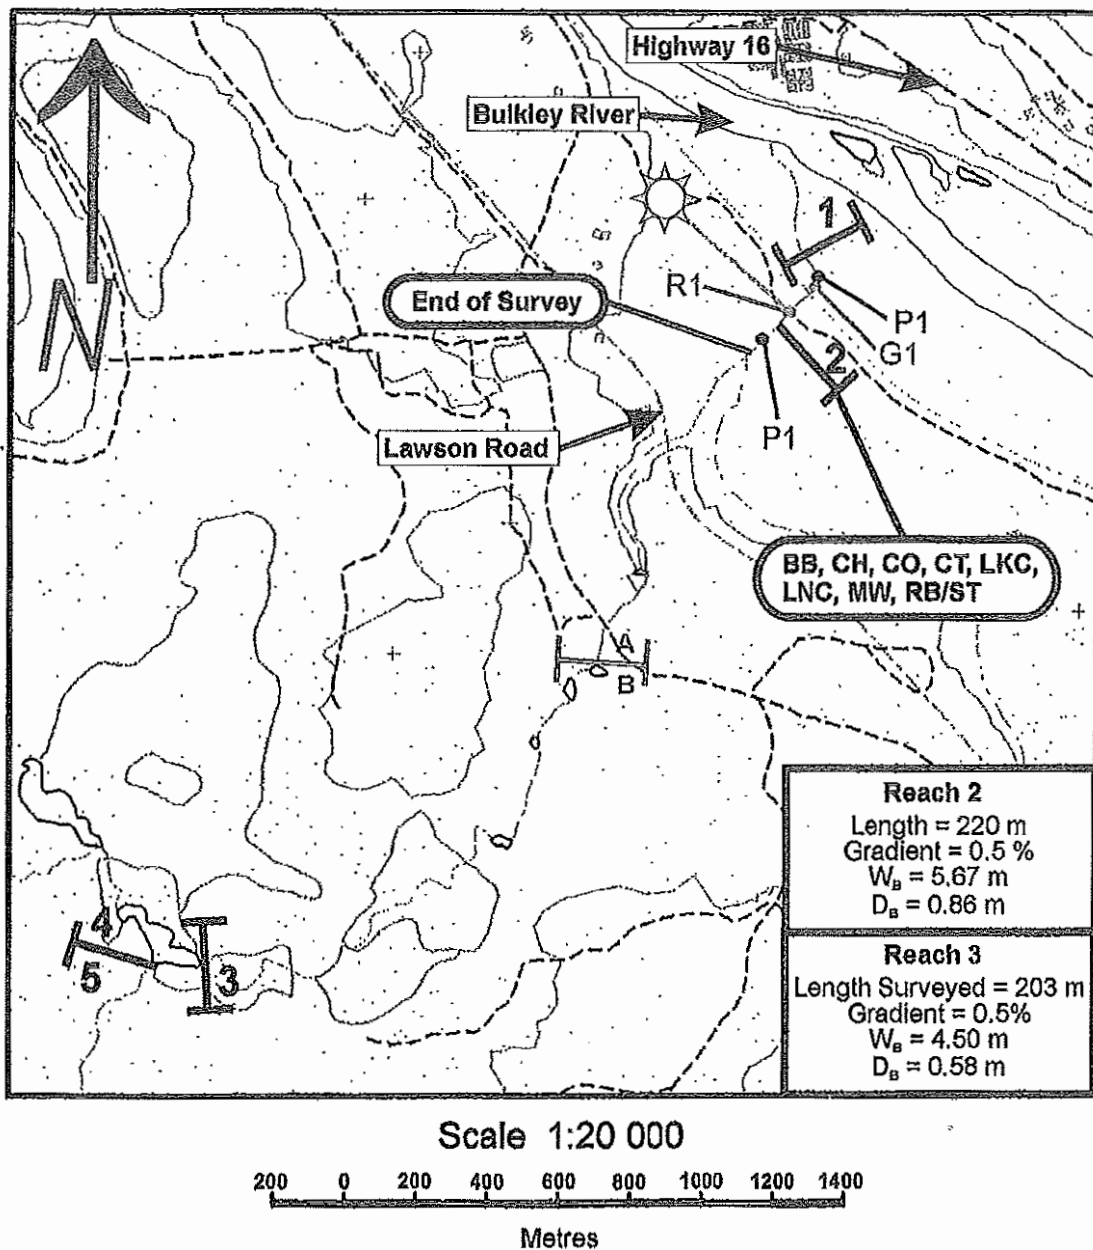 Highway 16
Bulkley River
1
End of Survey
R1
P1
G1
2
P1
N
Lawson Road
BB, CH, CO, CT, LKC,
LNC, MW, RB/ST
A
B
4
5
3
Reach 2
Length = 220 m
Gradient = 0.5 %
W_B = 5.67 m
D_B = 0.86 m
Reach 3
Length Surveyed = 203 m
Gradient = 0.5%
W_B = 4.50 m
D_B = 0.58 m
Scale 1:20 000
200 0 200 400 600 800 1000 1200 1400
Metres